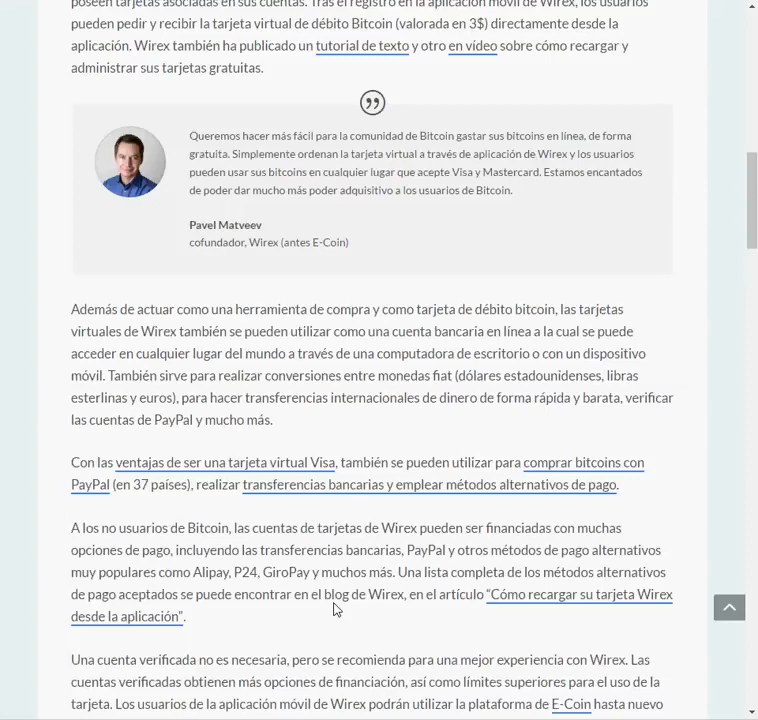 poseen tarjetas asociadas en sus cuentas. Tras el registro en la aplicación móvil de Wirex, los usuarios
pueden pedir y recibir la tarjeta virtual de débito Bitcoin (valorada en 3$) directamente desde la
aplicación. Wirex también ha publicado un tutorial de texto y otro en vídeo sobre cómo recargar y
administrar sus tarjetas gratuitas.
Queremos hacer más fácil para la comunidad de Bitcoin gastar sus bitcoins en línea, de forma
gratuita. Simplemente ordenan la tarjeta virtual a través de aplicación de Wirex y los usuarios
pueden usar sus bitcoins en cualquier lugar que acepte Visa y Mastercard. Estamos encantados
de poder dar mucho más poder adquisitivo a los usuarios de Bitcoin.
Pavel Matveev
cofundador, Wirex (antes E-Coin)
Además de actuar como una herramienta de compra y como tarjeta de débito bitcoin, las tarjetas
virtuales de Wirex también se pueden utilizar como una cuenta bancaria en línea a la cual se puede
acceder en cualquier lugar del mundo a través de una computadora de escritorio o con un dispositivo
móvil. También sirve para realizar conversiones entre monedas fiat (dólares estadounidenses, libras
esterlinas y euros), para hacer transferencias internacionales de dinero de forma rápida y barata, verificar
las cuentas de PayPal y mucho más.
Con las ventajas de ser una tarjeta virtual Visa, también se pueden utilizar para comprar bitcoins con
PayPal (en 37 países), realizar transferencias bancarias y emplear métodos alternativos de pago.
A los no usuarios de Bitcoin, las cuentas de tarjetas de Wirex pueden ser financiadas con muchas
opciones de pago, incluyendo las transferencias bancarias, PayPal y otros métodos de pago alternativos
muy populares como Alipay, P24, GiroPay y muchos más. Una lista completa de los métodos alternativos
de pago aceptados se puede encontrar en el blog de Wirex, en el artículo “Cómo recargar su tarjeta Wirex
desde la aplicación”.
Una cuenta verificada no es necesaria, pero se recomienda para una mejor experiencia con Wirex. Las
cuentas verificadas obtienen más opciones de financiación, así como límites superiores para el uso de la
tarjeta. Los usuarios de la aplicación móvil de Wirex podrán utilizar la plataforma de E-Coin hasta nuevo